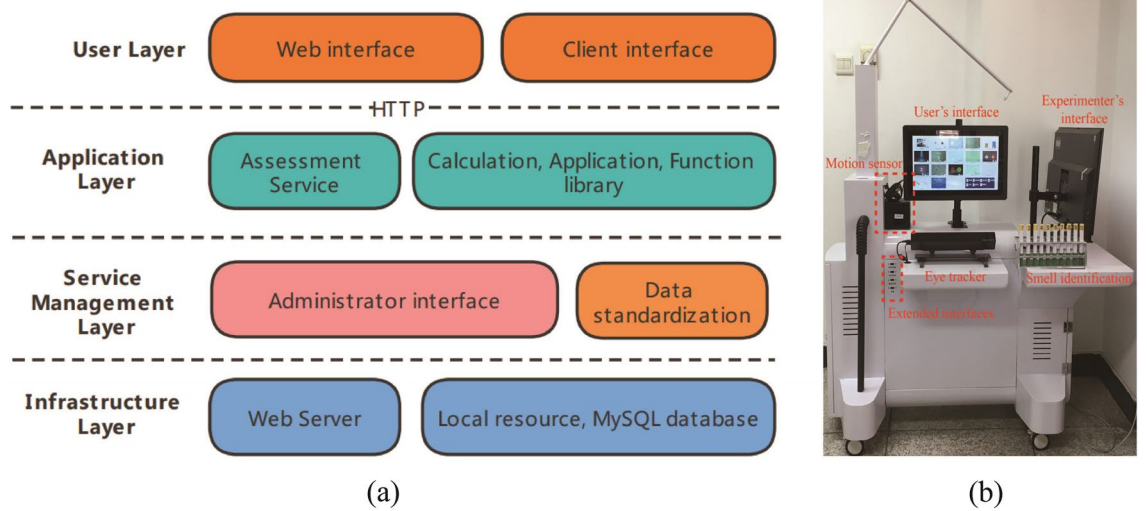 User Layer
Web interface
Client interface
HTTP
Application
Layer
Assessment
Service
Calculation, Application, Function
library
Service
Management
Layer
Administrator interface
Data
standardization
Infrastructure
Layer
Web Server
Local resource, MySQL database
(a)
User's interface
Experimenter's
interface
Motion sensor
Eye tracker
Smell identification
Extended interfaces
(b)